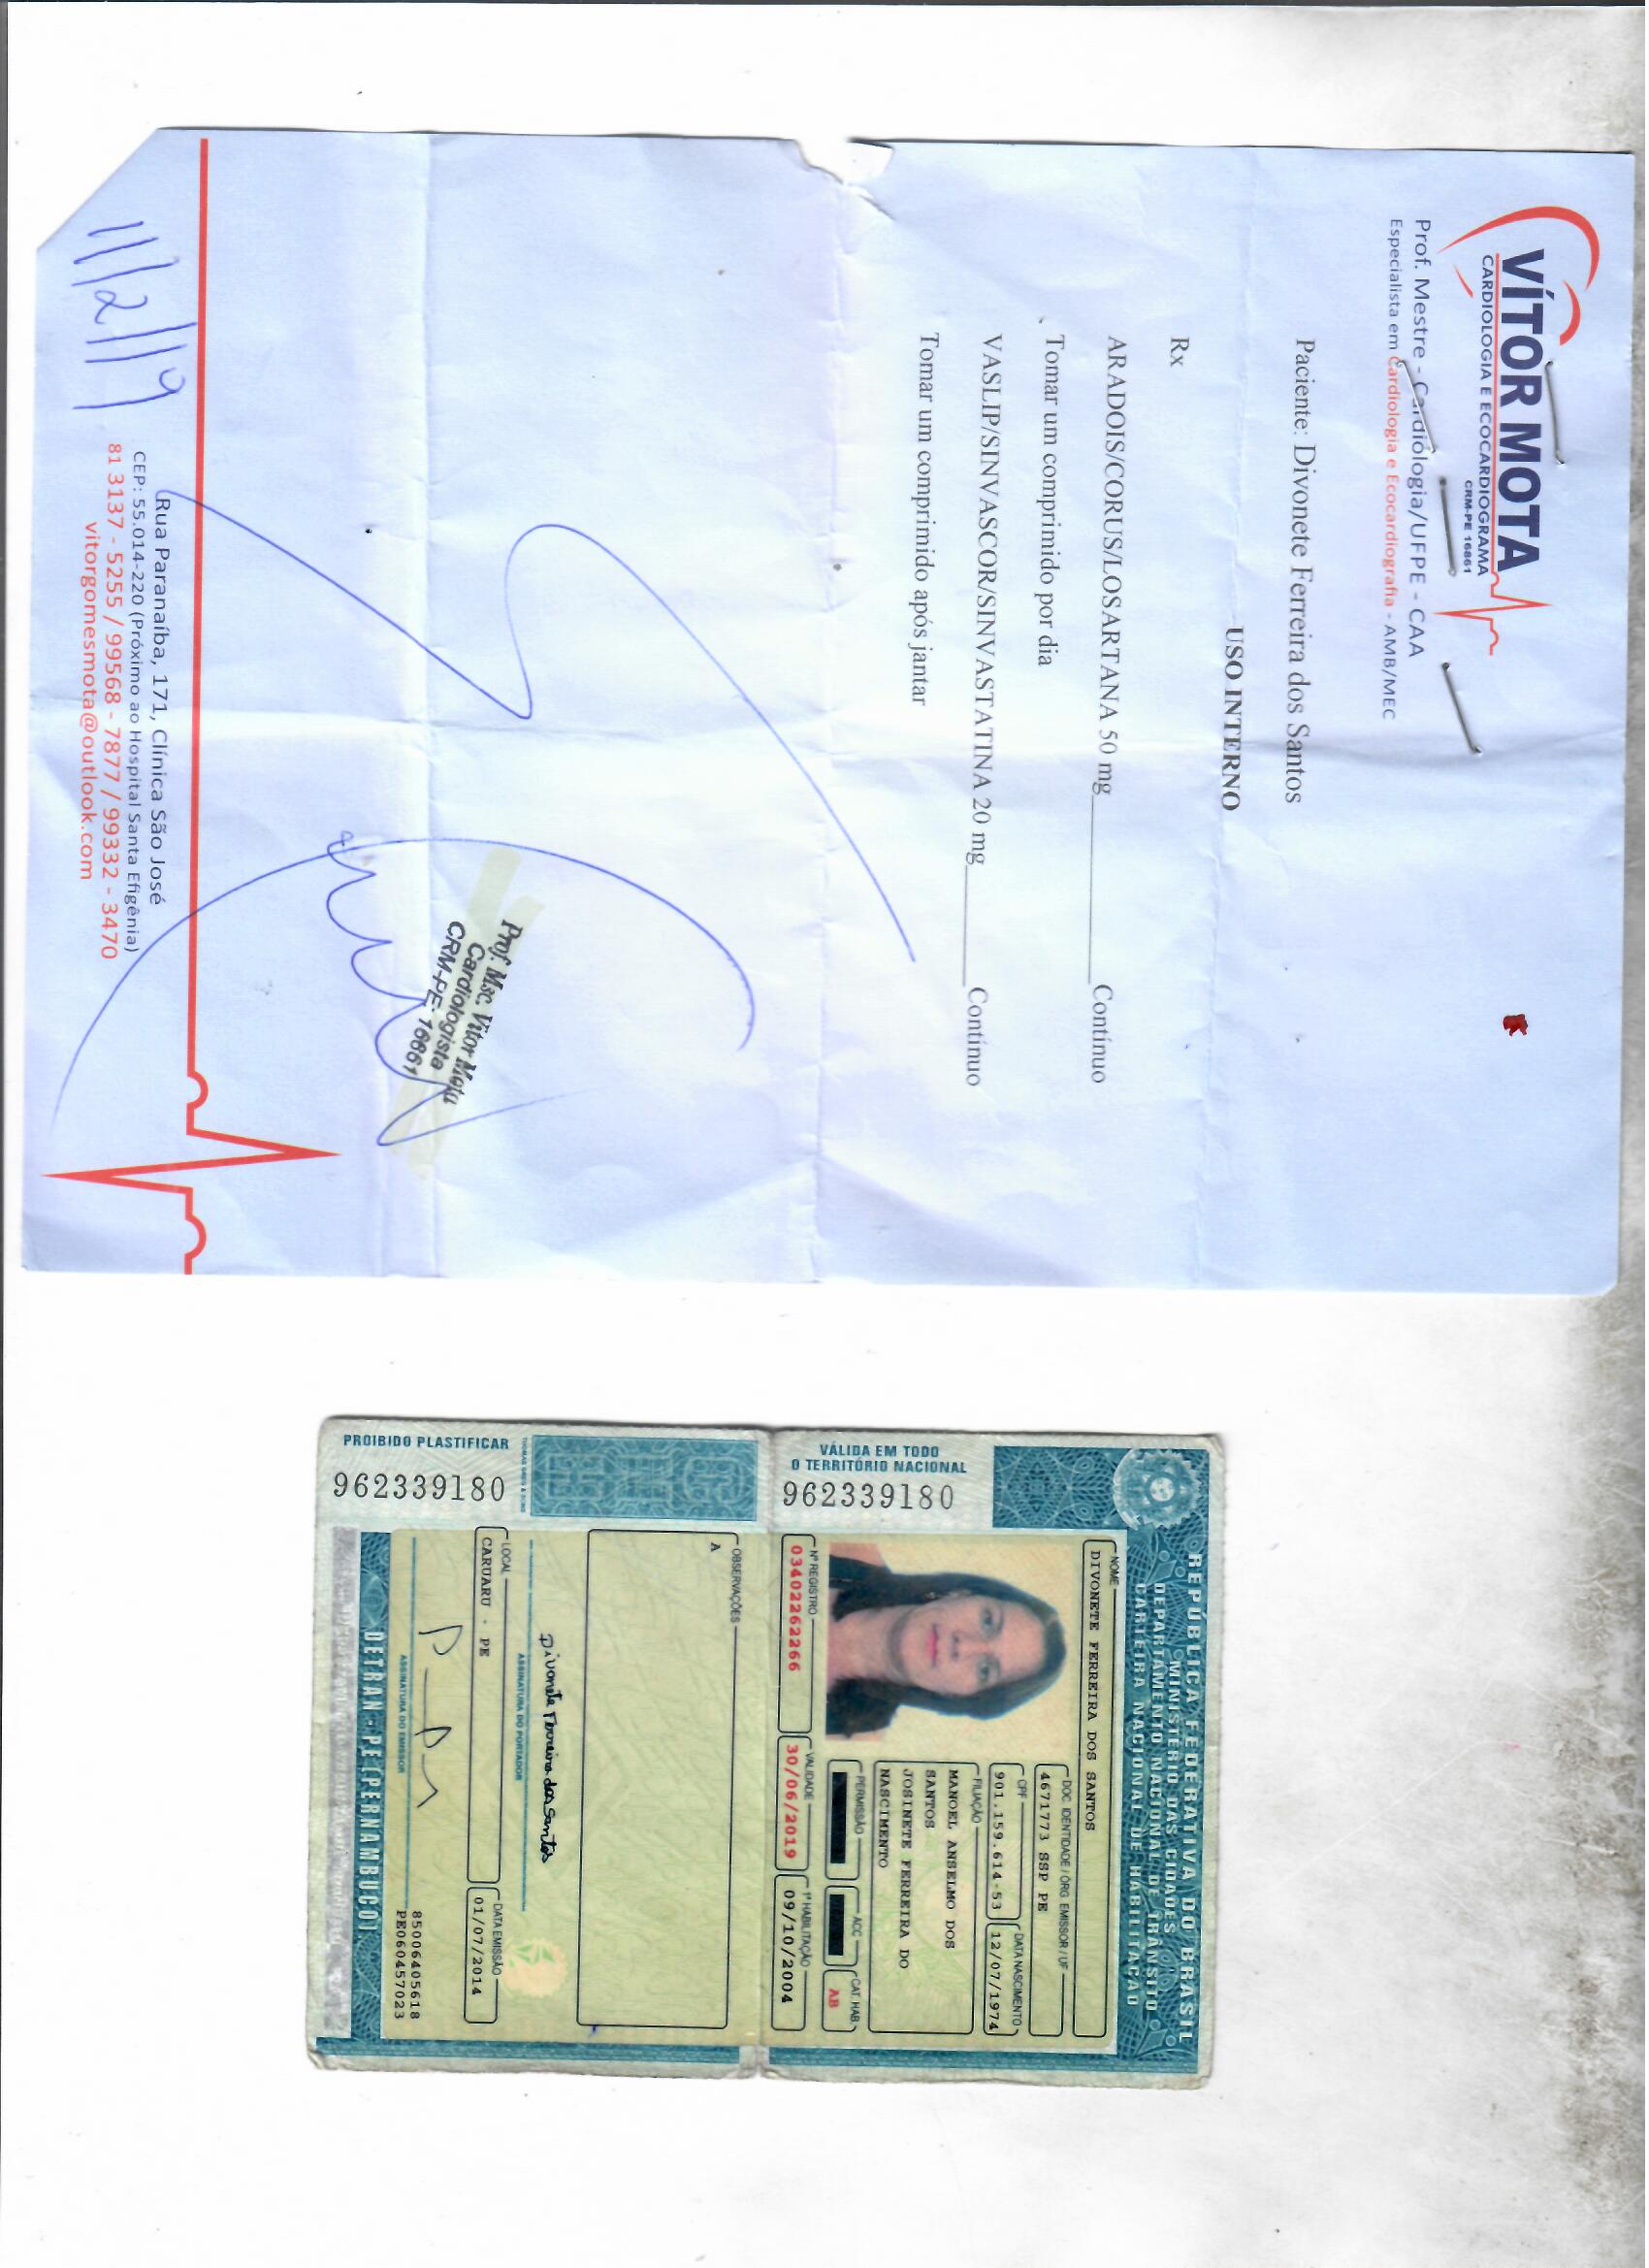 VÍTOR MOTA
CARDIOLOGIA E ECOCARDIOGRAMA
CRM-PE 16861
Prof. Mestre - Cardiologia/UFPE - CAA
Especialista em Cardiologia e Ecocardiografia - AMB/MEC
Paciente: Divonete Ferreira dos Santos
USO INTERNO
Rx
ARADOIS/CORUS/LOSARTANA 50 mg__________Contínuo
Tomar um comprimido por dia
VASLIP/SINVASCOR/SINVASTATINA 20 mg______Contínuo
Tomar um comprimido após jantar
Prof. Msc. Vitor Mota
Cardiologista
CRM-PE: 16861
11/2/19
Rua Paranaíba, 171, Clínica São José
CEP: 55.014-220 (Próximo ao Hospital Santa Efigênia)
81 3137 - 5255 / 99568 - 7877 / 99332 - 3470
vitorgomesmota@outlook.com
REPÚBLICA FEDERATIVA DO BRASIL
MINISTÉRIO DAS CIDADES
DEPARTAMENTO NACIONAL DE TRÂNSITO
CARTEIRA NACIONAL DE HABILITAÇÃO
VÁLIDA EM TODO
O TERRITÓRIO NACIONAL
962339180
NOME
DIVONETE FERREIRA DOS SANTOS
DOC. IDENTIDADE / ÓRG. EMISSOR / UF
4671773 SSP PE
CPF
901.159.614-53
DATA NASCIMENTO
12/07/1974
FILIAÇÃO
MANOEL ANSELMO DOS
SANTOS
JOSINETE FERREIRA DO
NASCIMENTO
PERMISSÃO
ACC
CAT. HAB.
AB
Nº REGISTRO
03402262266
VALIDADE
30/06/2019
1ª HABILITAÇÃO
09/10/2004
PROIBIDO PLASTIFICAR
962339180
OBSERVAÇÕES
A
Divonete Ferreira dos Santos
ASSINATURA DO PORTADOR
LOCAL
CARUARU - PE
DATA EMISSÃO
01/07/2014
ASSINATURA DO EMISSOR
85006405618
PE060457023
DETRAN-PE(PERNAMBUCO)